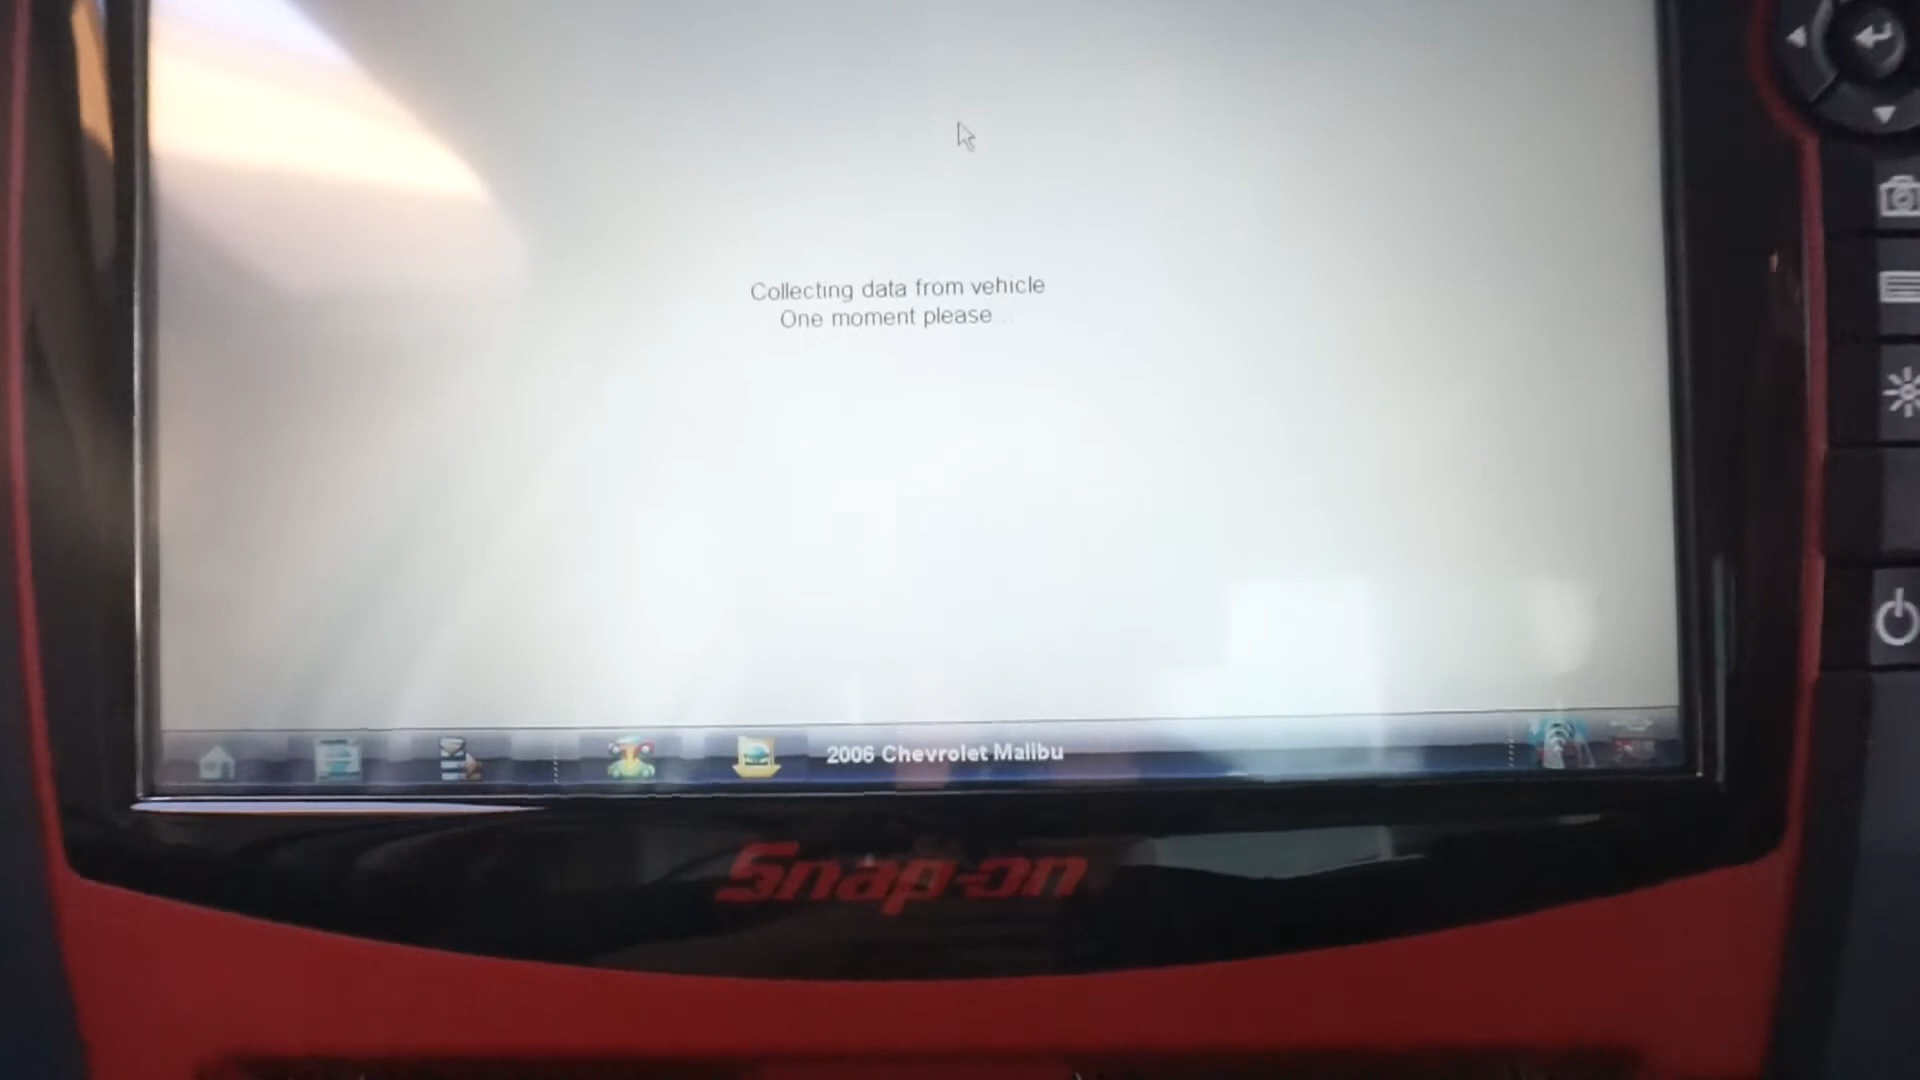 Collecting data from vehicle
One moment please...
2006 Chevrolet Malibu
Snap-on